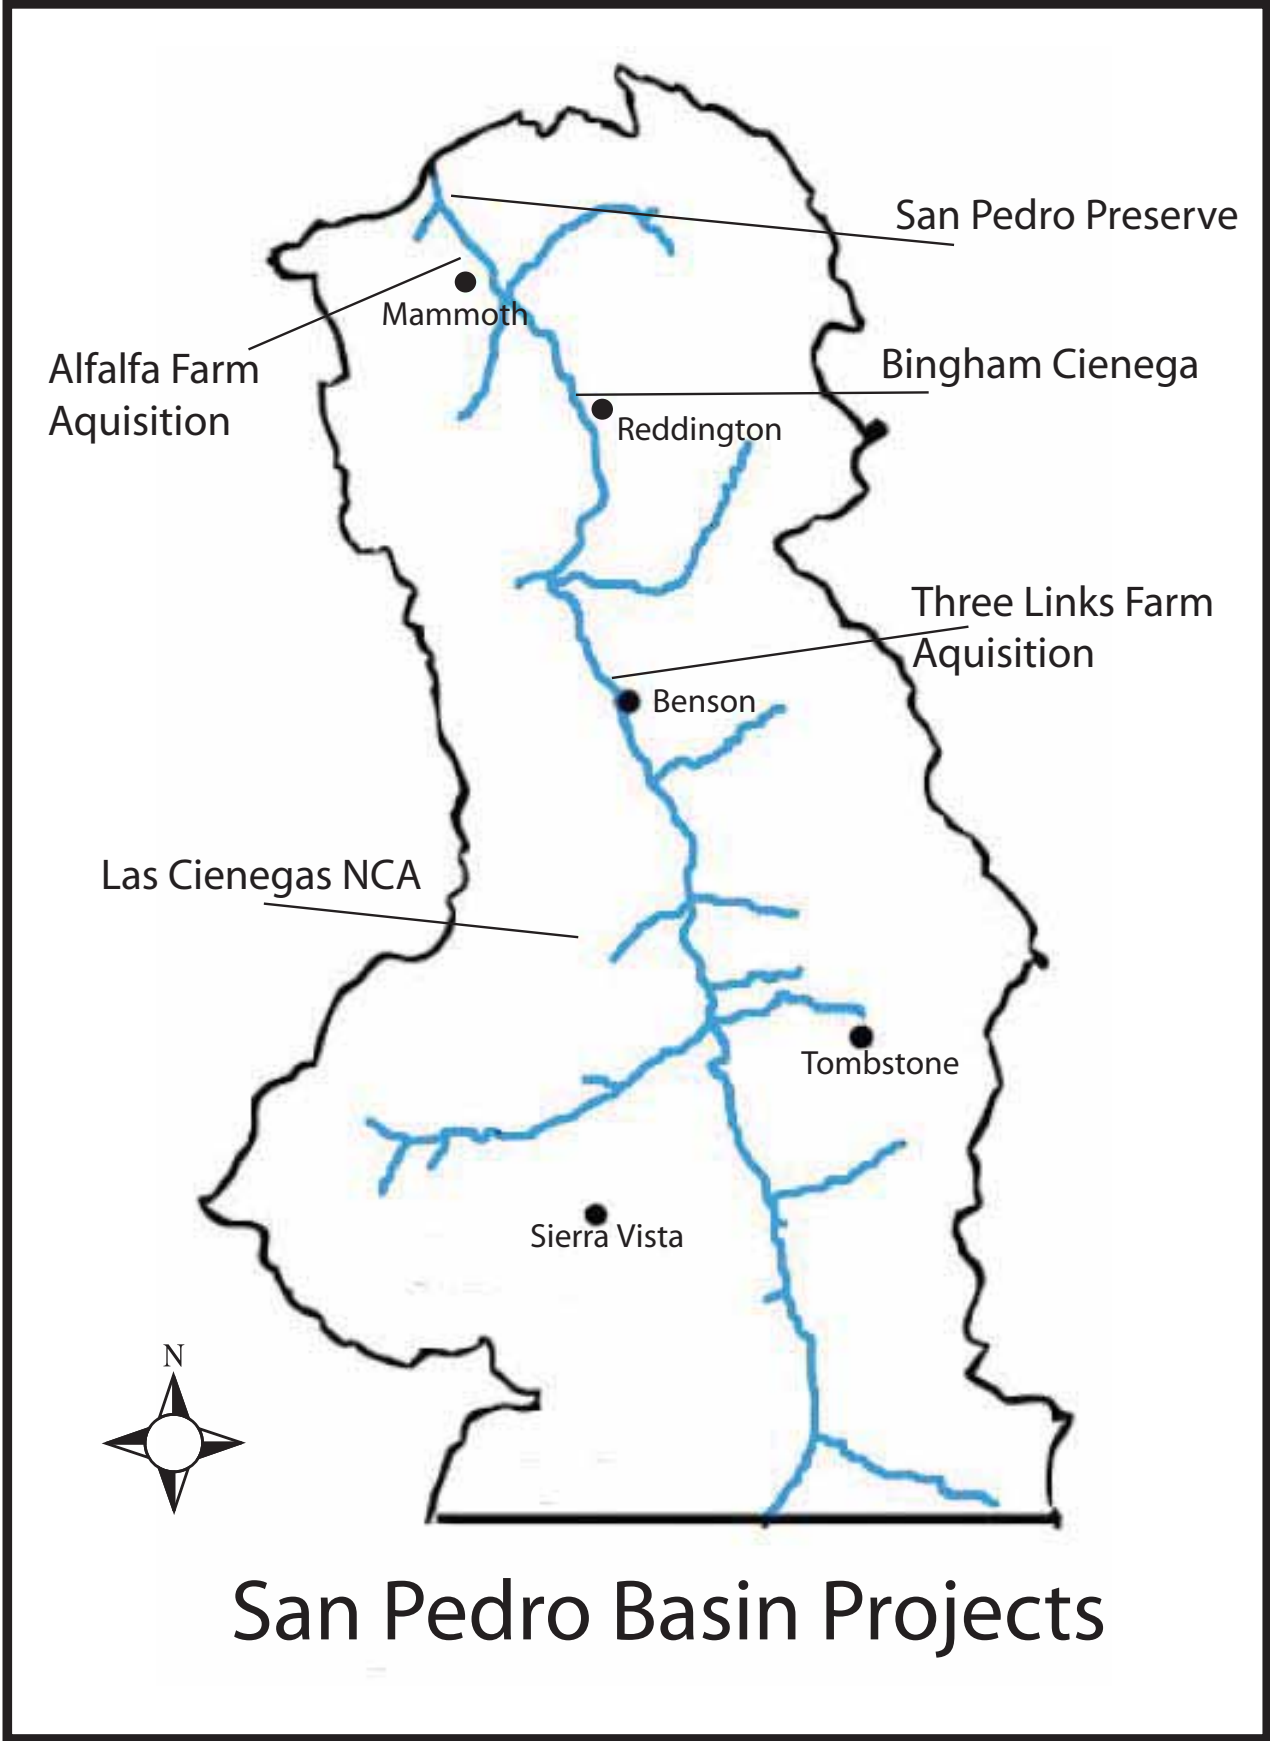 San Pedro Preserve
Mammoth
Alfalfa Farm
Aquisition
Bingham Cienega
Reddington
Three Links Farm
Aquisition
Benson
Las Cienegas NCA
Tombstone
Sierra Vista
N
San Pedro Basin Projects